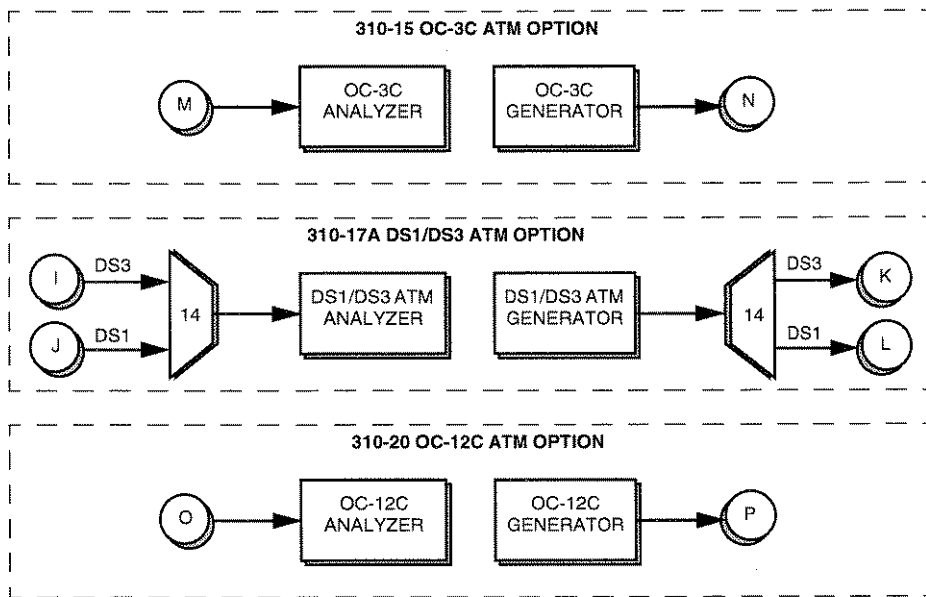 310-15 OC-3C ATM OPTION
M
OC-3C
ANALYZER
OC-3C
GENERATOR
N
310-17A DS1/DS3 ATM OPTION
I
DS3
J
DS1
14
DS1/DS3 ATM
ANALYZER
DS1/DS3 ATM
GENERATOR
14
DS3
K
DS1
L
310-20 OC-12C ATM OPTION
O
OC-12C
ANALYZER
OC-12C
GENERATOR
P